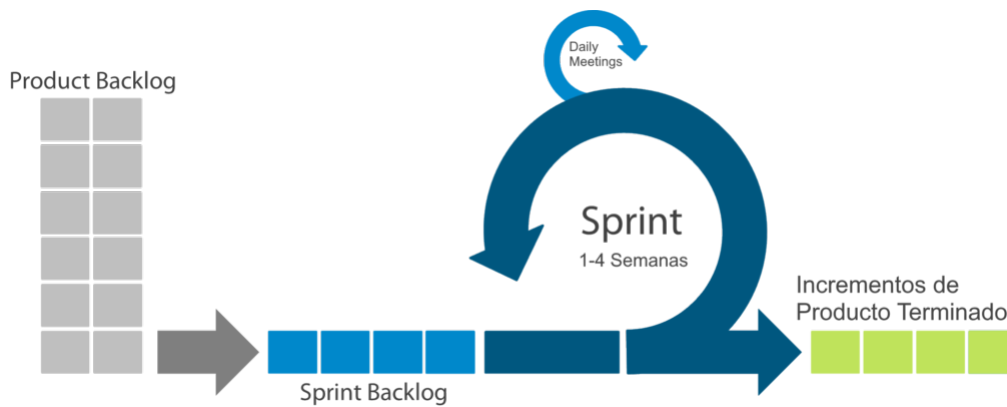 Daily
Meetings
Product Backlog
Sprint
1-4 Semanas
Incrementos de
Producto Terminado
Sprint Backlog